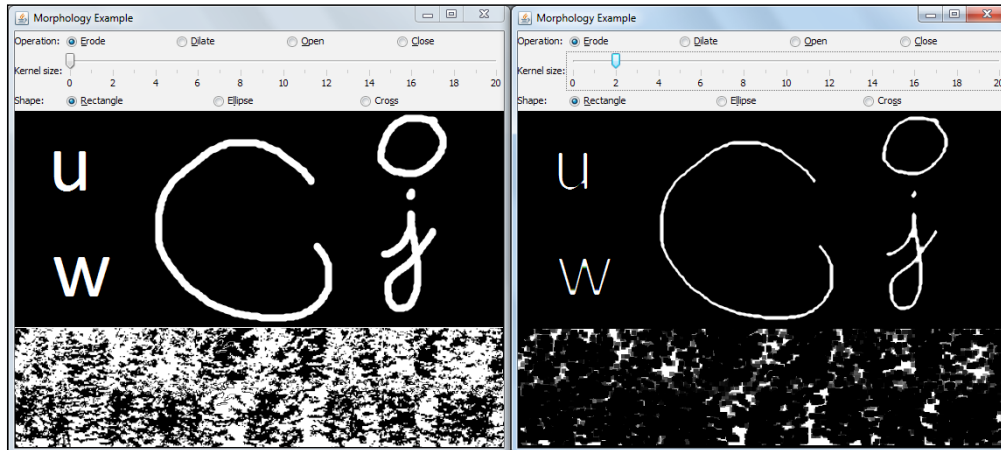 Morphology Example
Operation: Erode Dilate Open Close
Kernel size:
0 2 4 6 8 10 12 14 16 18 20
Shape: Rectangle Ellipse Cross
u
w
j
Morphology Example
Operation: Erode Dilate Open Close
Kernel size:
0 2 4 6 8 10 12 14 16 18 20
Shape: Rectangle Ellipse Cross
u
w
j